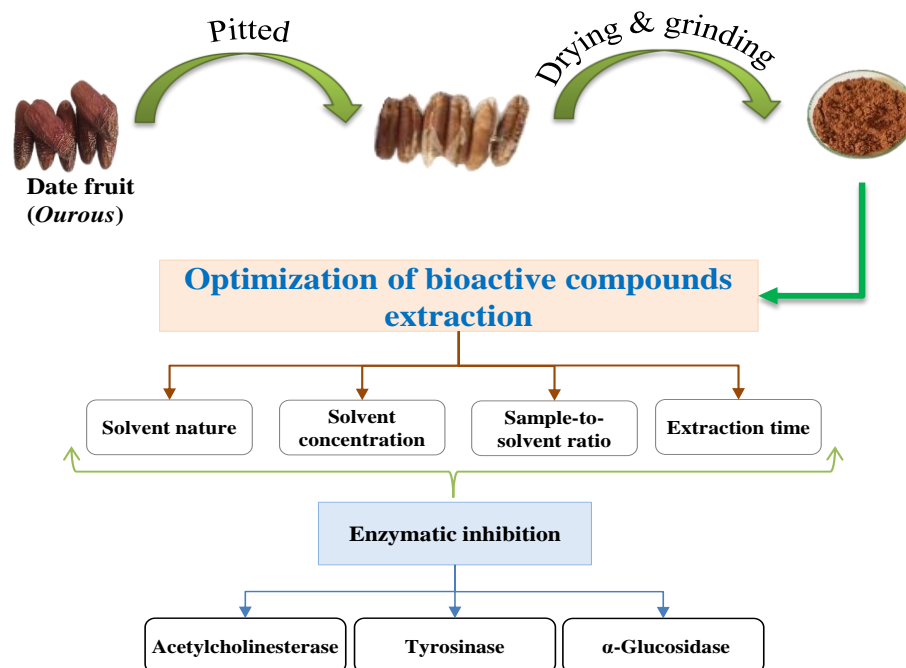 Pitted
Drying & grinding
Date fruit
(Ourous)
Optimization of bioactive compounds
extraction
Solvent nature
Solvent
concentration
Sample-to-
solvent ratio
Extraction time
Enzymatic inhibition
Acetylcholinesterase
Tyrosinase
α-Glucosidase